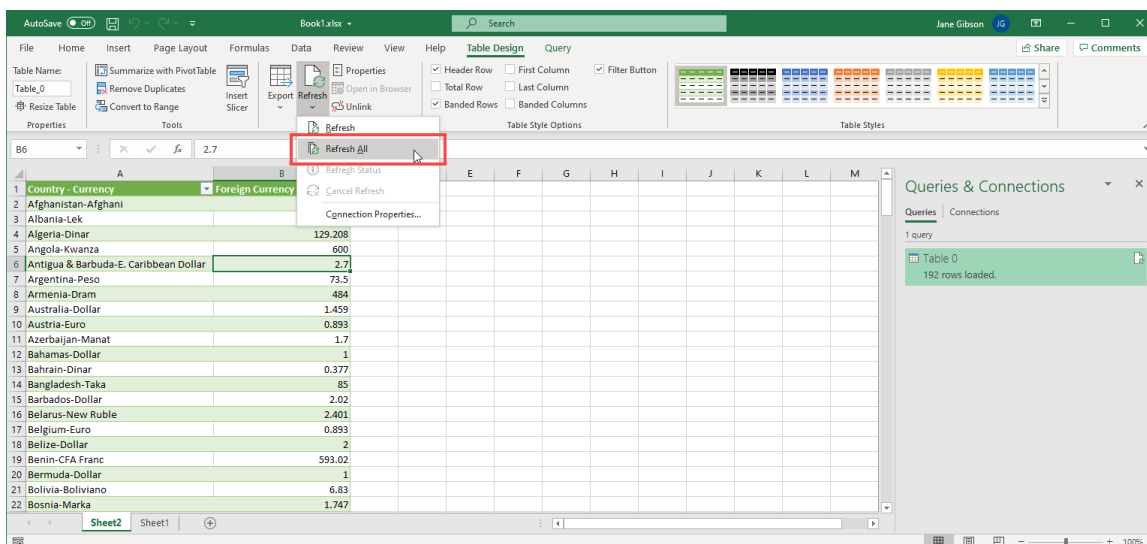 AutoSave Off Book1.xlsx Search Jane Gibson JG
File Home Insert Page Layout Formulas Data Review View Help Table Design Query Share Comments
Table Name: Summarize with PivotTable Properties Header Row First Column Filter Button
Table_0 Remove Duplicates Insert Slicer Export Refresh Open in Browser Total Row Last Column
Resize Table Convert to Range Unlink Banded Rows Banded Columns
Properties Tools Table Style Options Table Styles
Refresh
B6 fx 2.7 Refresh All
Refresh Status
Cancel Refresh
Connection Properties...
A B E F G H I J K L M
Queries & Connections
Queries Connections
1 query
Table 0
192 rows loaded.
1 Country - Currency Foreign Currency
2 Afghanistan-Afghani
3 Albania-Lek
4 Algeria-Dinar 129.208
5 Angola-Kwanza 600
6 Antigua & Barbuda-E. Caribbean Dollar 2.7
7 Argentina-Peso 73.5
8 Armenia-Dram 484
9 Australia-Dollar 1.459
10 Austria-Euro 0.893
11 Azerbaijan-Manat 1.7
12 Bahamas-Dollar 1
13 Bahrain-Dinar 0.377
14 Bangladesh-Taka 85
15 Barbados-Dollar 2.02
16 Belarus-New Ruble 2.401
17 Belgium-Euro 0.893
18 Belize-Dollar 2
19 Benin-CFA Franc 593.02
20 Bermuda-Dollar 1
21 Bolivia-Boliviano 6.83
22 Bosnia-Marka 1.747
Sheet2 Sheet1
100%